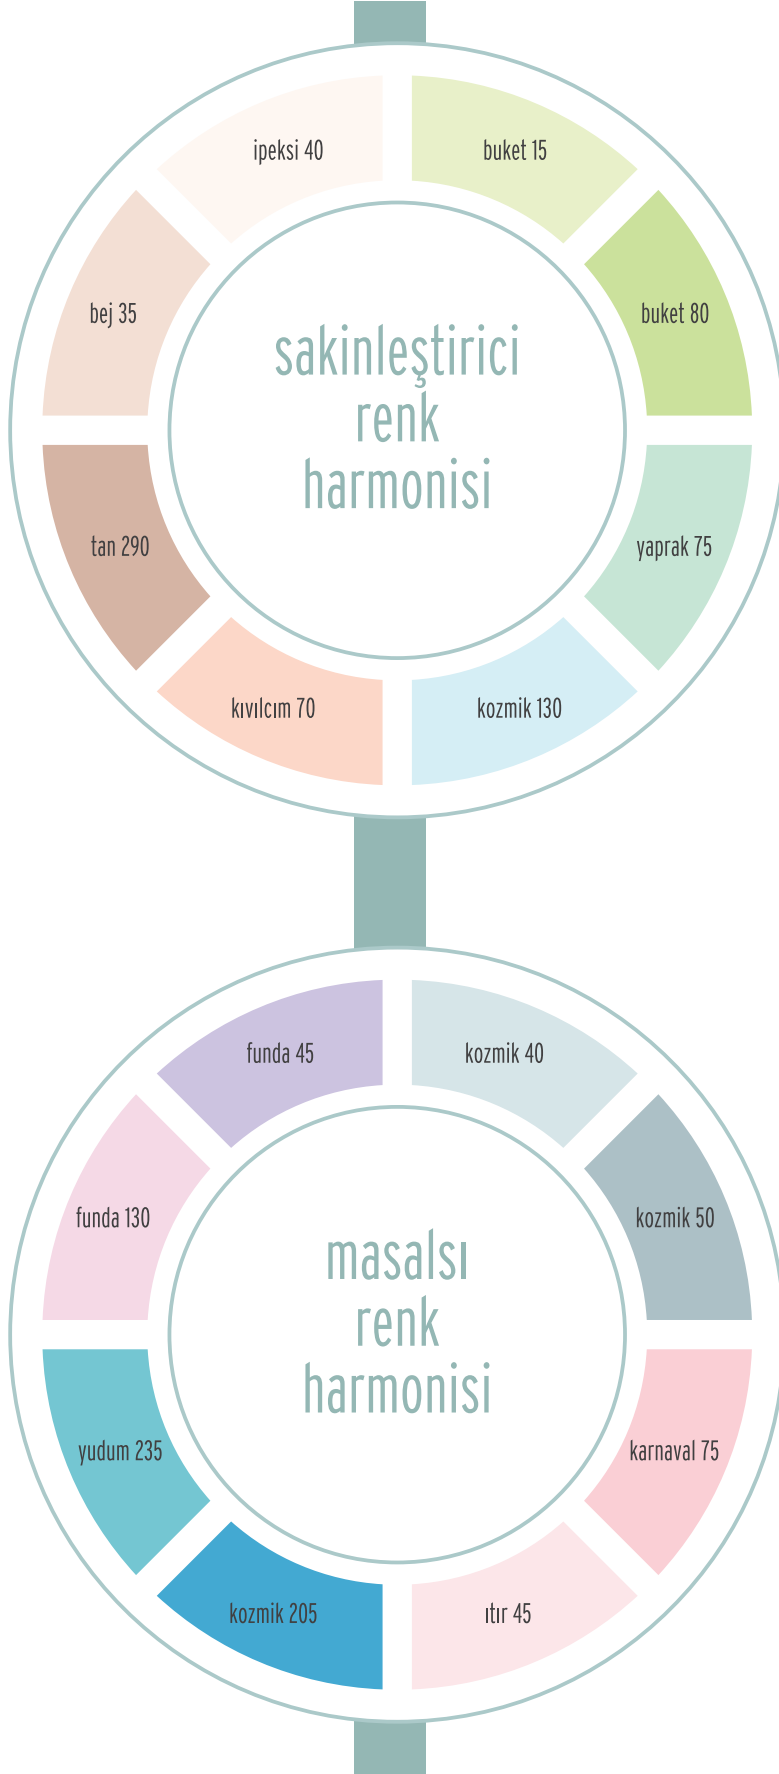 ipeksi 40
buket 15
bej 35
buket 80
sakinleştirici
renk
harmonisi
tan 290
yaprak 75
kıvılcım 70
kozmik 130
funda 45
kozmik 40
funda 130
kozmik 50
masalsı
renk
harmonisi
yudum 235
karnaval 75
kozmik 205
ıtır 45